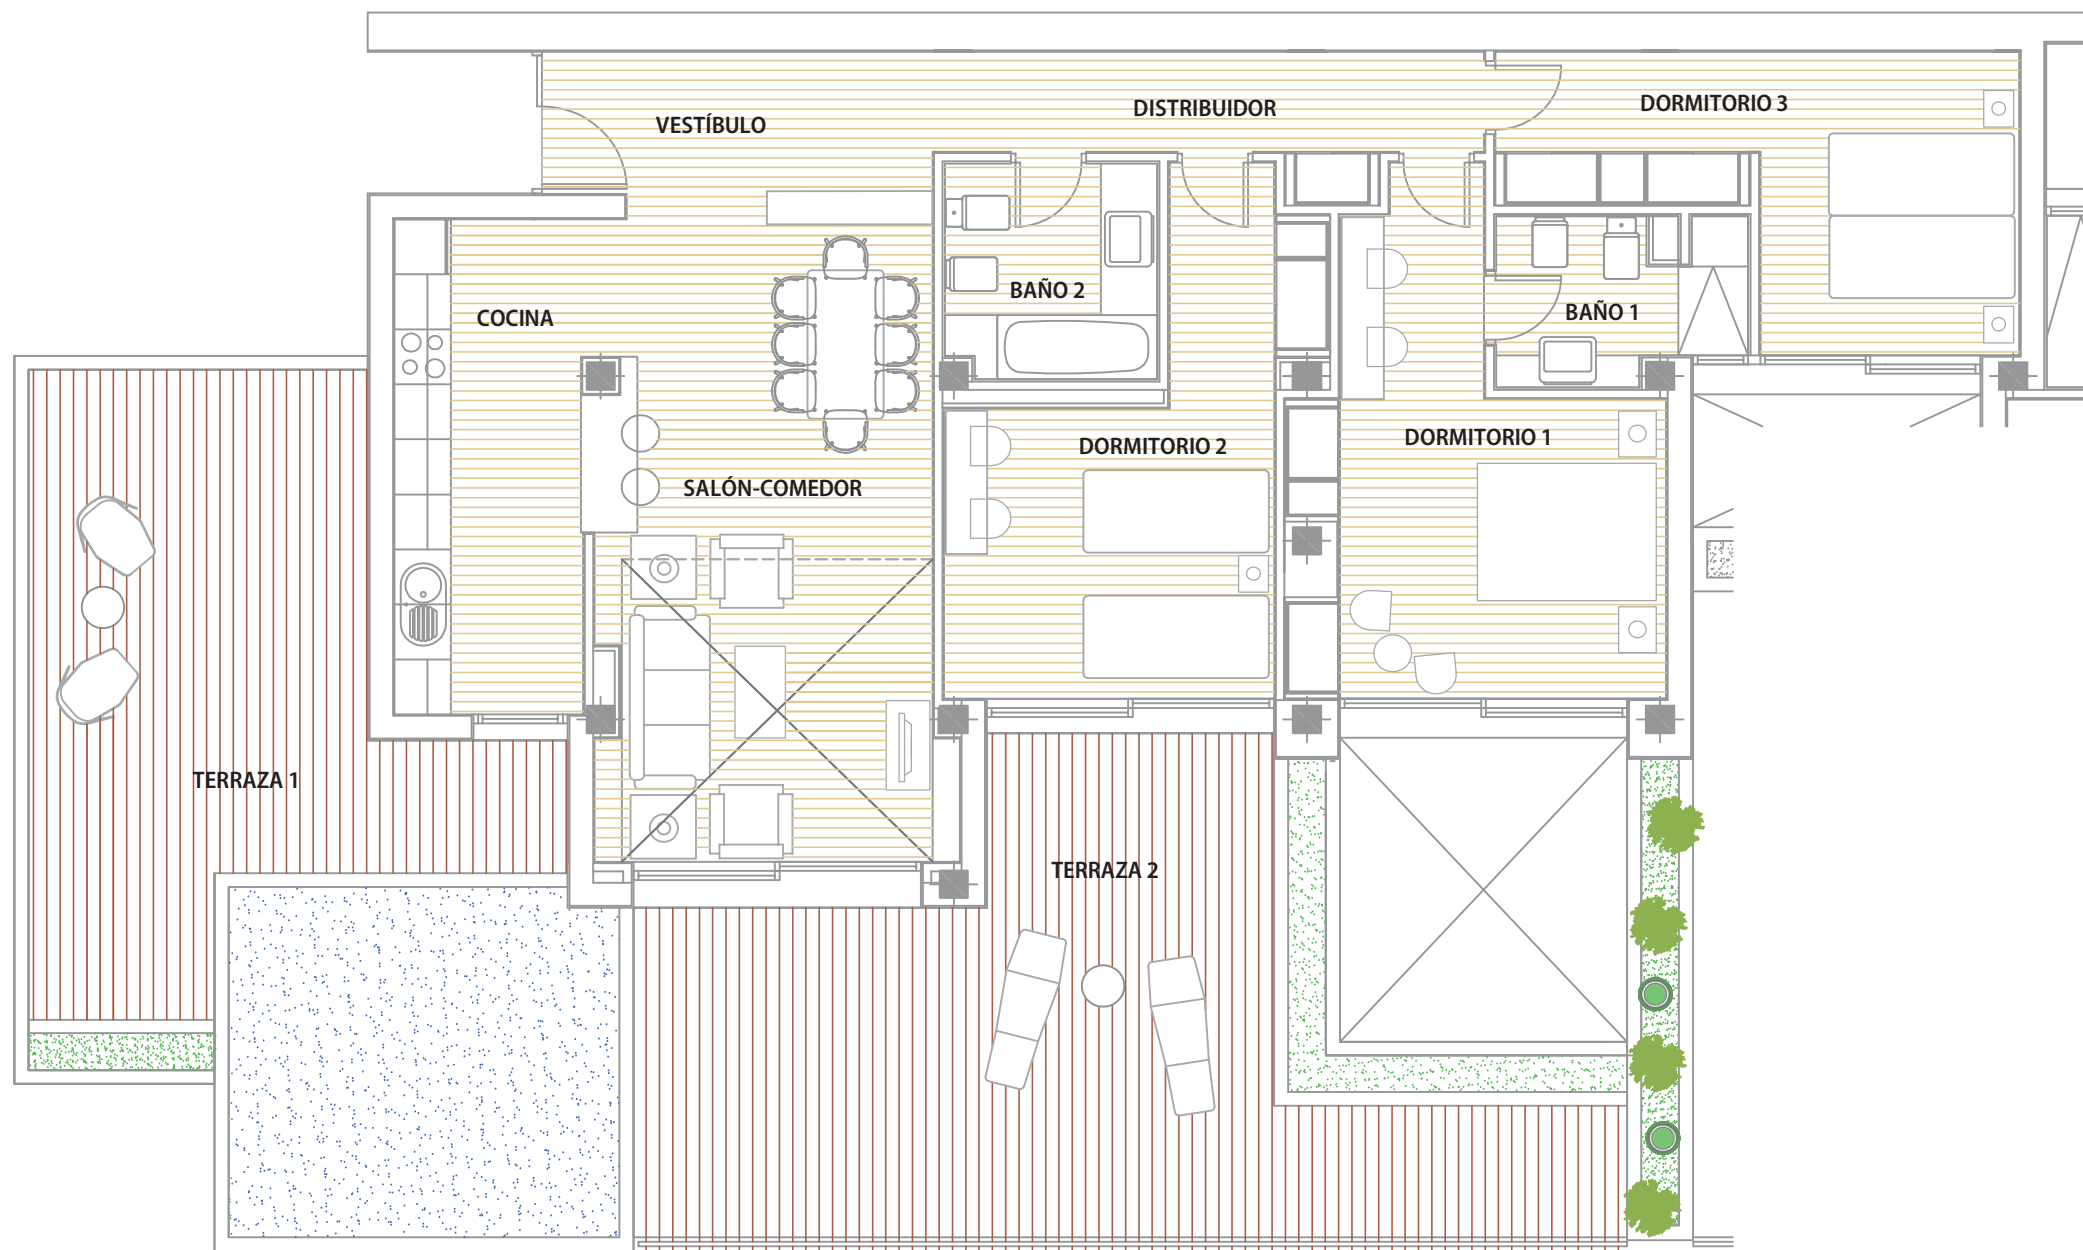 DORMITORIO 3
DISTRIBUIDOR
VESTÍBULO
BAÑO 2
BAÑO 1
COCINA
DORMITORIO 1
DORMITORIO 2
SALÓN-COMEDOR
TERRAZA 1
TERRAZA 2